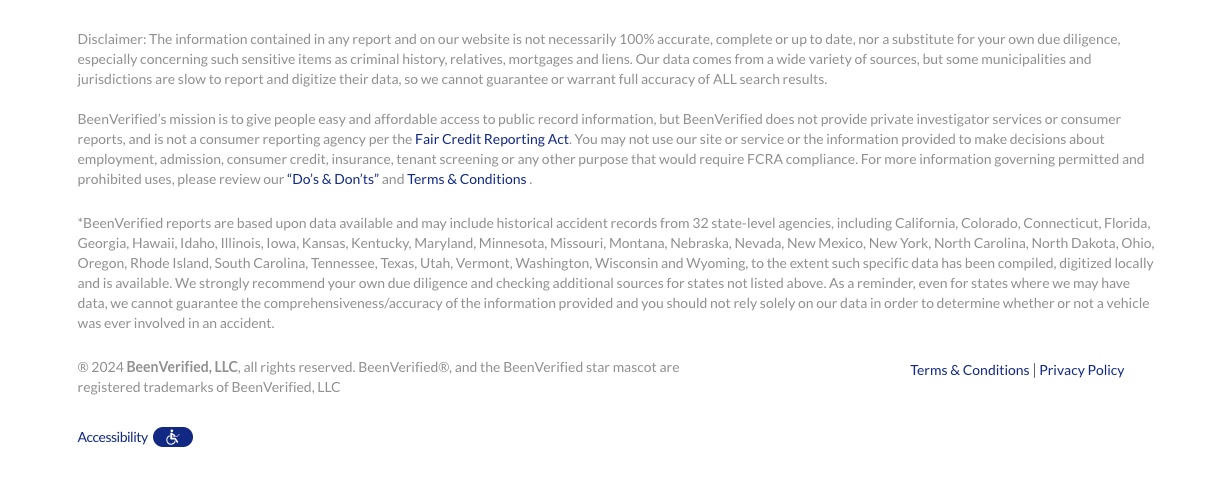 Disclaimer: The information contained in any report and on our website is not necessarily 100% accurate, complete or up to date, nor a substitute for your own due diligence,
especially concerning such sensitive items as criminal history, relatives, mortgages and liens. Our data comes from a wide variety of sources, but some municipalities and
jurisdictions are slow to report and digitize their data, so we cannot guarantee or warrant full accuracy of ALL search results.
BeenVerified’s mission is to give people easy and affordable access to public record information, but BeenVerified does not provide private investigator services or consumer
reports, and is not a consumer reporting agency per the Fair Credit Reporting Act. You may not use our site or service or the information provided to make decisions about
employment, admission, consumer credit, insurance, tenant screening or any other purpose that would require FCRA compliance. For more information governing permitted and
prohibited uses, please review our “Do’s & Don’ts” and Terms & Conditions .
*BeenVerified reports are based upon data available and may include historical accident records from 32 state-level agencies, including California, Colorado, Connecticut, Florida,
Georgia, Hawaii, Idaho, Illinois, Iowa, Kansas, Kentucky, Maryland, Minnesota, Missouri, Montana, Nebraska, Nevada, New Mexico, New York, North Carolina, North Dakota, Ohio,
Oregon, Rhode Island, South Carolina, Tennessee, Texas, Utah, Vermont, Washington, Wisconsin and Wyoming, to the extent such specific data has been compiled, digitized locally
and is available. We strongly recommend your own due diligence and checking additional sources for states not listed above. As a reminder, even for states where we may have
data, we cannot guarantee the comprehensiveness/accuracy of the information provided and you should not rely solely on our data in order to determine whether or not a vehicle
was ever involved in an accident.
® 2024 BeenVerified, LLC, all rights reserved. BeenVerified®, and the BeenVerified star mascot are
registered trademarks of BeenVerified, LLC
Terms & Conditions | Privacy Policy
Accessibility